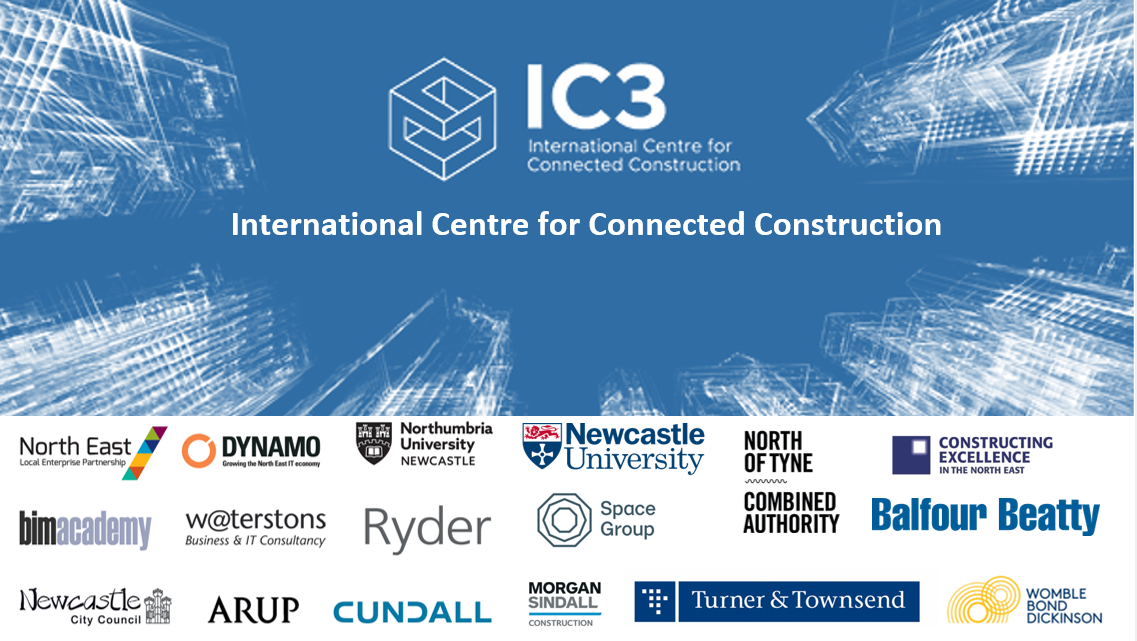 IC3
International Centre for
Connected Construction
International Centre for Connected Construction
North East
Local Enterprise Partnership
DYNAMO
Growing the North East IT economy
Northumbria
University
NEWCASTLE
Newcastle
University
NORTH
OF TYNE
COMBINED
AUTHORITY
CONSTRUCTING
EXCELLENCE
IN THE NORTH EAST
bimacademy
w@terstons
Business & IT Consultancy
Ryder
Space
Group
Balfour Beatty
Newcastle
City Council
ARUP
CUNDALL
MORGAN
SINDALL
CONSTRUCTION
Turner & Townsend
WOMBLE
BOND
DICKINSON